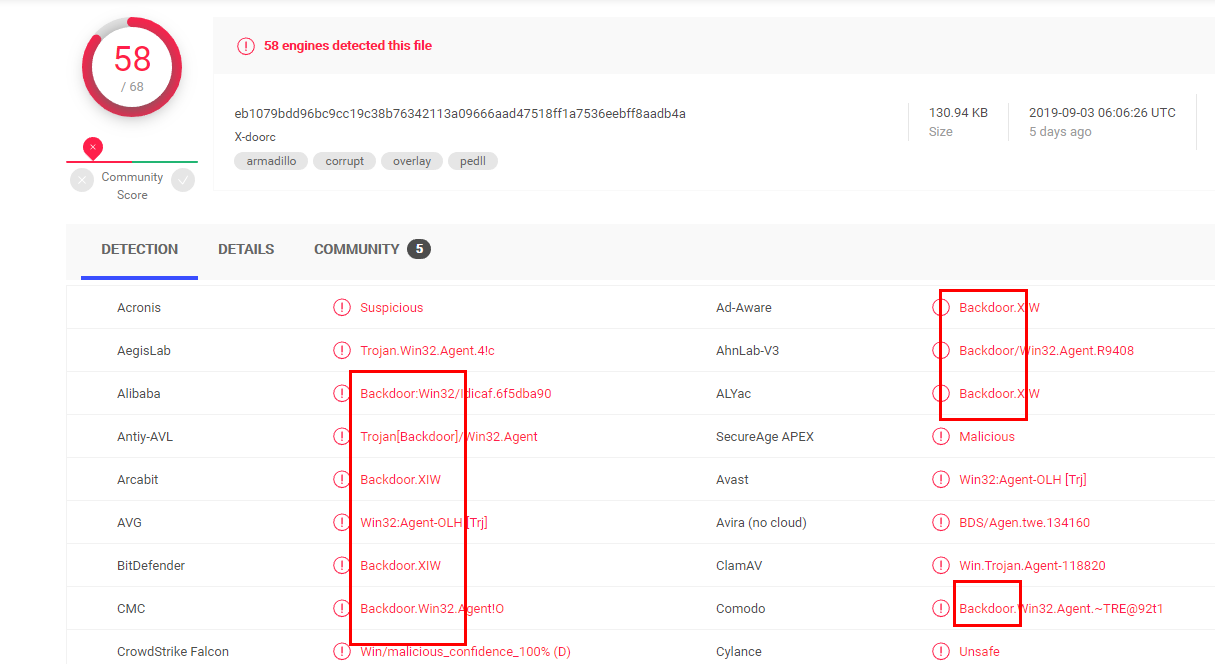 58
/ 68
Community
Score
58 engines detected this file
eb1079bdd96bc9cc19c38b76342113a09666aad47518ff1a7536eebff8aadb4a
X-doorc
armadillo corrupt overlay pedll
130.94 KB
Size
2019-09-03 06:06:26 UTC
5 days ago
DETECTION DETAILS COMMUNITY 5
Acronis Suspicious Ad-Aware Backdoor.XIW
AegisLab Trojan.Win32.Agent.4!c AhnLab-V3 Backdoor/Win32.Agent.R9408
Alibaba Backdoor:Win32/Idicaf.6f5dba90 ALYac Backdoor.XIW
Antiy-AVL Trojan[Backdoor]/Win32.Agent SecureAge APEX Malicious
Arcabit Backdoor.XIW Avast Win32:Agent-OLH [Trj]
AVG Win32:Agent-OLH [Trj] Avira (no cloud) BDS/Agen.twe.134160
BitDefender Backdoor.XIW ClamAV Win.Trojan.Agent-118820
CMC Backdoor.Win32.Agent!O Comodo Backdoor.Win32.Agent.~TRE@92t1
CrowdStrike Falcon Win/malicious_confidence_100% (D) Cylance Unsafe